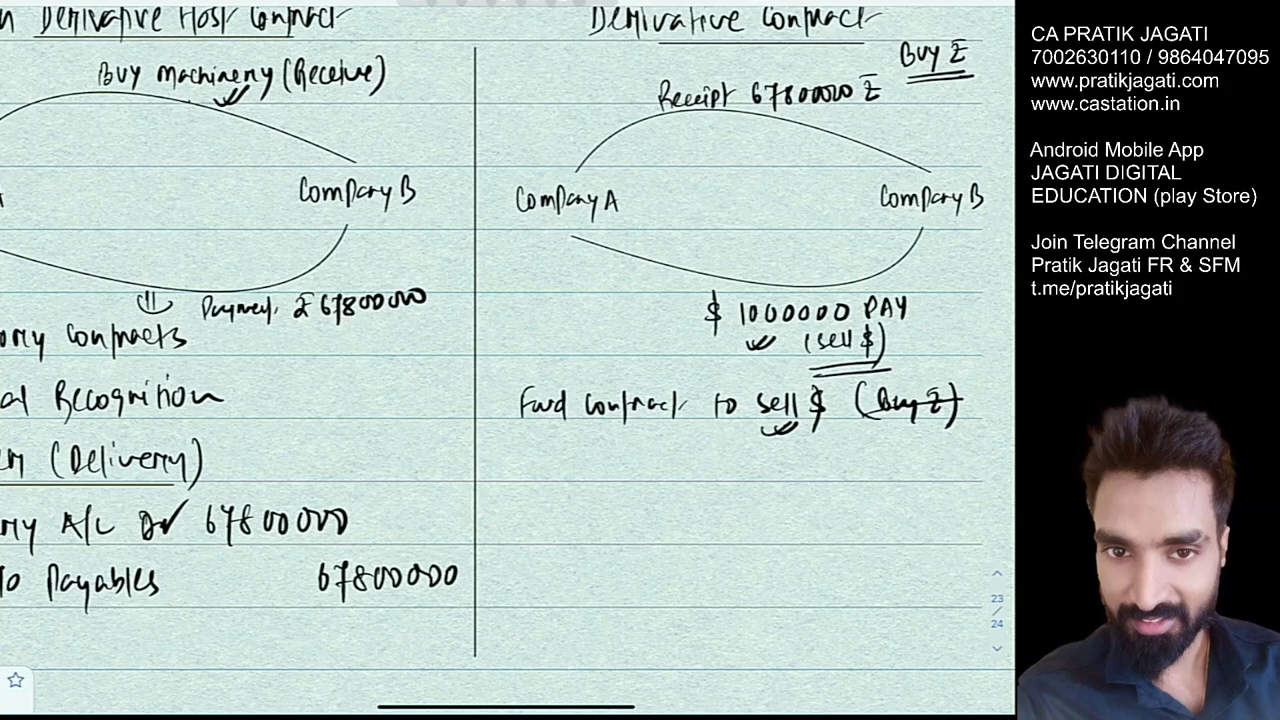 Derivative Host Contract
Buy Machinery (Receive)
Company B
Payment ₹ 67800000
Contracts
Recognition
(Delivery)
A/c Dr 67800000
To Payables 67800000
Derivative Contract
Buy ₹
Receipt 67800000 ₹
Company A
Company B
$ 1000000 PAY
(sell $)
Fwd contract to sell $ (Buy ₹)
23
/
24
CA PRATIK JAGATI
7002630110 / 9864047095
www.pratikjagati.com
www.castation.in
Android Mobile App
JAGATI DIGITAL
EDUCATION (play Store)
Join Telegram Channel
Pratik Jagati FR & SFM
t.me/pratikjagati